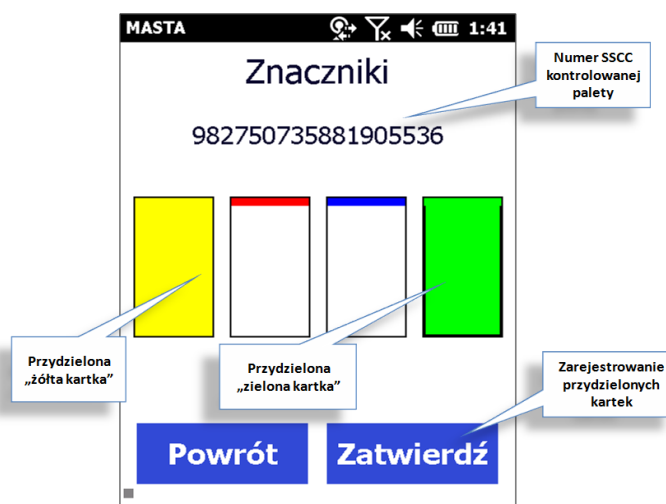 MASTA 1:41
Znaczniki
982750735881905536
Numer SSCC
kontrolowanej
palety
Przydzielona
„żółta kartka”
Przydzielona
„zielona kartka”
Zarejestrowanie
przydzielonych
kartek
Powrót
Zatwierdź